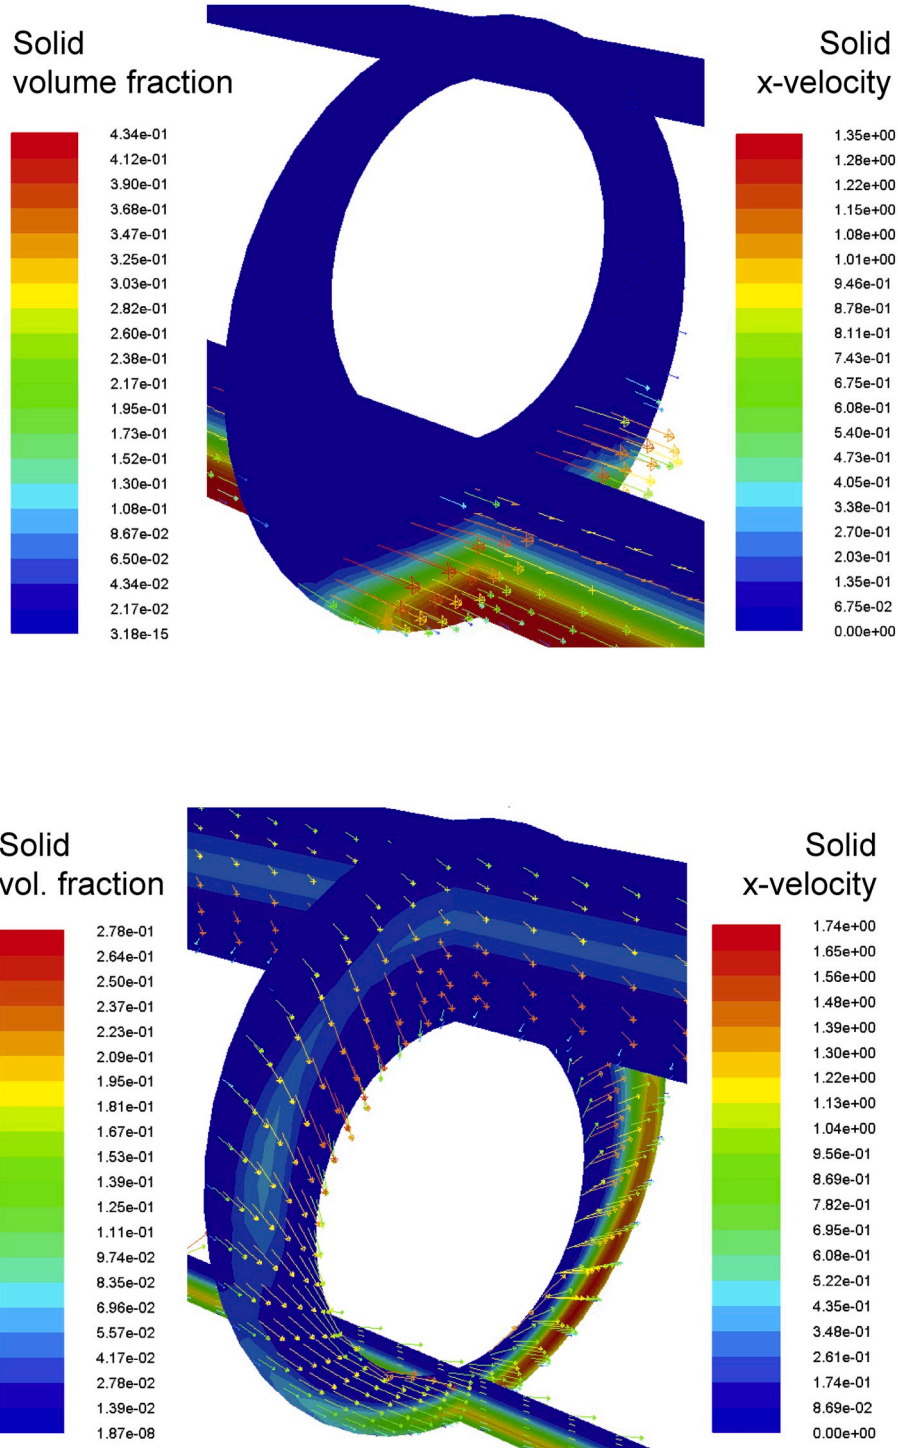 Solid
volume fraction
4.34e-01
4.12e-01
3.90e-01
3.68e-01
3.47e-01
3.25e-01
3.03e-01
2.82e-01
2.60e-01
2.38e-01
2.17e-01
1.95e-01
1.73e-01
1.52e-01
1.30e-01
1.08e-01
8.67e-02
6.50e-02
4.34e-02
2.17e-02
3.18e-15
Solid
x-velocity
1.35e+00
1.28e+00
1.22e+00
1.15e+00
1.08e+00
1.01e+00
9.46e-01
8.78e-01
8.11e-01
7.43e-01
6.75e-01
6.08e-01
5.40e-01
4.73e-01
4.05e-01
3.38e-01
2.70e-01
2.03e-01
1.35e-01
6.75e-02
0.00e+00
Solid
vol. fraction
2.78e-01
2.64e-01
2.50e-01
2.37e-01
2.23e-01
2.09e-01
1.95e-01
1.81e-01
1.67e-01
1.53e-01
1.39e-01
1.25e-01
1.11e-01
9.74e-02
8.35e-02
6.96e-02
5.57e-02
4.17e-02
2.78e-02
1.39e-02
1.87e-08
Solid
x-velocity
1.74e+00
1.65e+00
1.56e+00
1.48e+00
1.39e+00
1.30e+00
1.22e+00
1.13e+00
1.04e+00
9.56e-01
8.69e-01
7.82e-01
6.95e-01
6.08e-01
5.22e-01
4.35e-01
3.48e-01
2.61e-01
1.74e-01
8.69e-02
0.00e+00